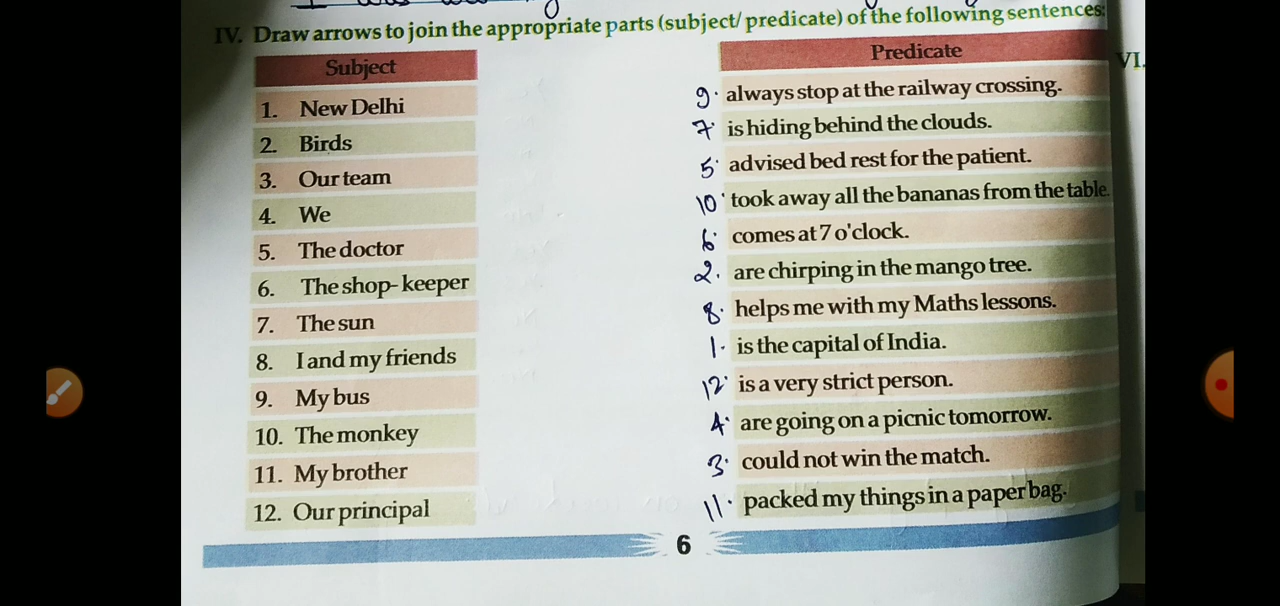 IV. Draw arrows to join the appropriate parts (subject/ predicate) of the following sentences:
Subject
1. New Delhi
2. Birds
3. Our team
4. We
5. The doctor
6. The shop-keeper
7. The sun
8. I and my friends
9. My bus
10. The monkey
11. My brother
12. Our principal
Predicate
9. always stop at the railway crossing.
7. is hiding behind the clouds.
5. advised bed rest for the patient.
10. took away all the bananas from the table.
6. comes at 7 o'clock.
2. are chirping in the mango tree.
8. helps me with my Maths lessons.
1. is the capital of India.
12. is a very strict person.
4. are going on a picnic tomorrow.
3. could not win the match.
11. packed my things in a paper bag.
VI.
6